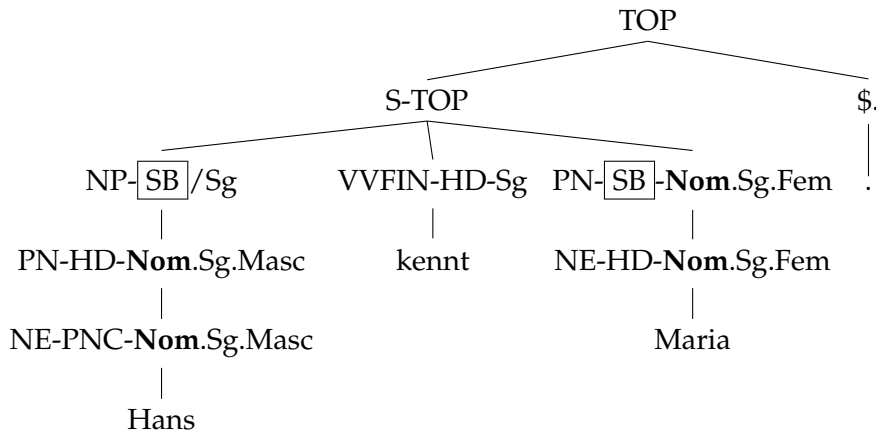 TOP
S-TOP $.
NP-SB/Sg VVFIN-HD-Sg PN-SB-Nom.Sg.Fem .
PN-HD-Nom.Sg.Masc kennt NE-HD-Nom.Sg.Fem
NE-PNC-Nom.Sg.Masc Maria
Hans